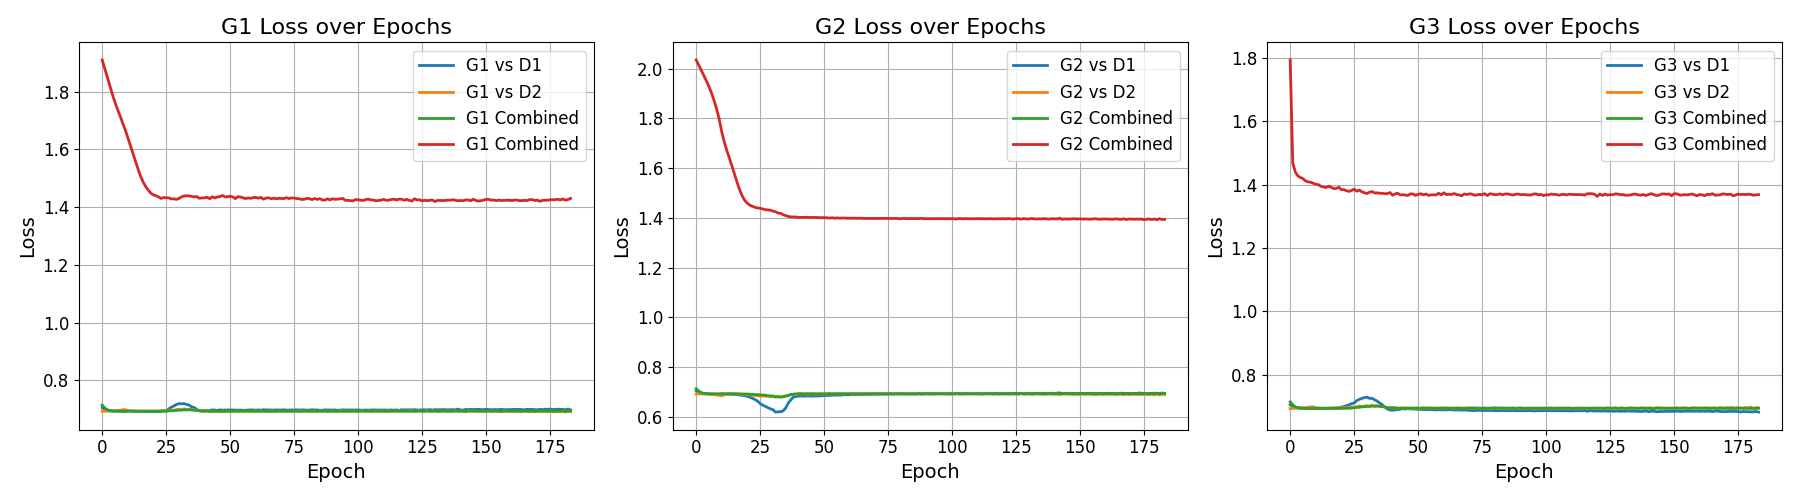 G1 Loss over Epochs
Loss
1.8
1.6
1.4
1.2
1.0
0.8
G1 vs D1
G1 vs D2
G1 Combined
G1 Combined
0 25 50 75 100 125 150 175
Epoch
G2 Loss over Epochs
Loss
2.0
1.8
1.6
1.4
1.2
1.0
0.8
0.6
G2 vs D1
G2 vs D2
G2 Combined
G2 Combined
0 25 50 75 100 125 150 175
Epoch
G3 Loss over Epochs
Loss
1.8
1.6
1.4
1.2
1.0
0.8
G3 vs D1
G3 vs D2
G3 Combined
G3 Combined
0 25 50 75 100 125 150 175
Epoch